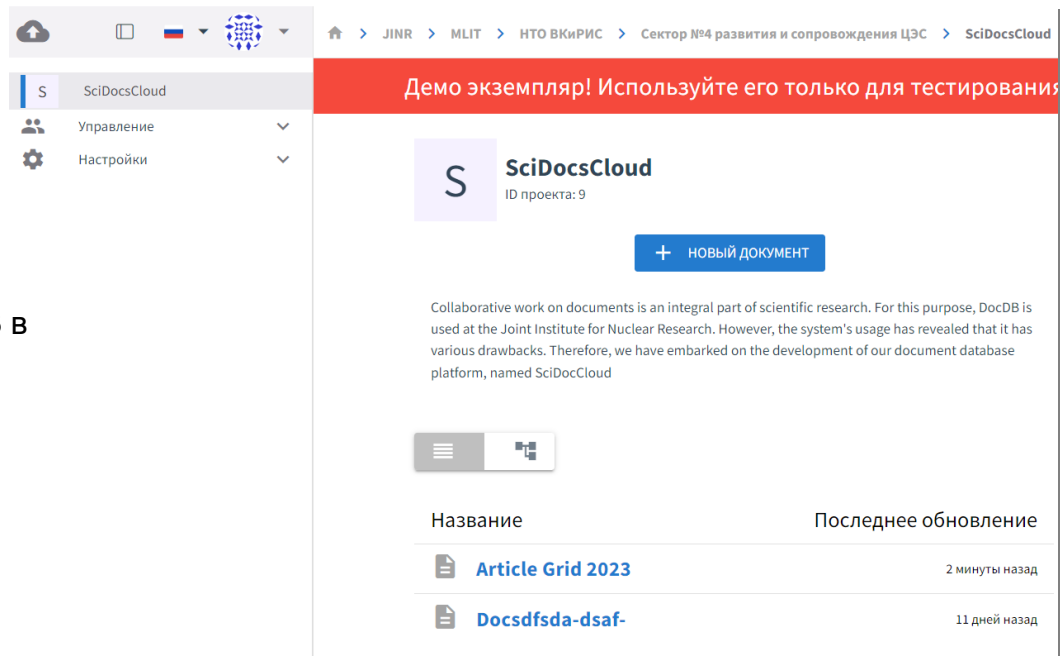 JINR > MLIT > НТО ВКиРИС > Сектор №4 развития и сопровождения ЦЭС > SciDocsCloud
S SciDocsCloud
Управление
Настройки
Демо экземпляр! Используйте его только для тестирования
S
SciDocsCloud
ID проекта: 9
+ НОВЫЙ ДОКУМЕНТ
в
Collaborative work on documents is an integral part of scientific research. For this purpose, DocDB is
used at the Joint Institute for Nuclear Research. However, the system's usage has revealed that it has
various drawbacks. Therefore, we have embarked on the development of our document database
platform, named SciDocCloud
Название Последнее обновление
Article Grid 2023 2 минуты назад
Docsdfsda-dsaf- 11 дней назад